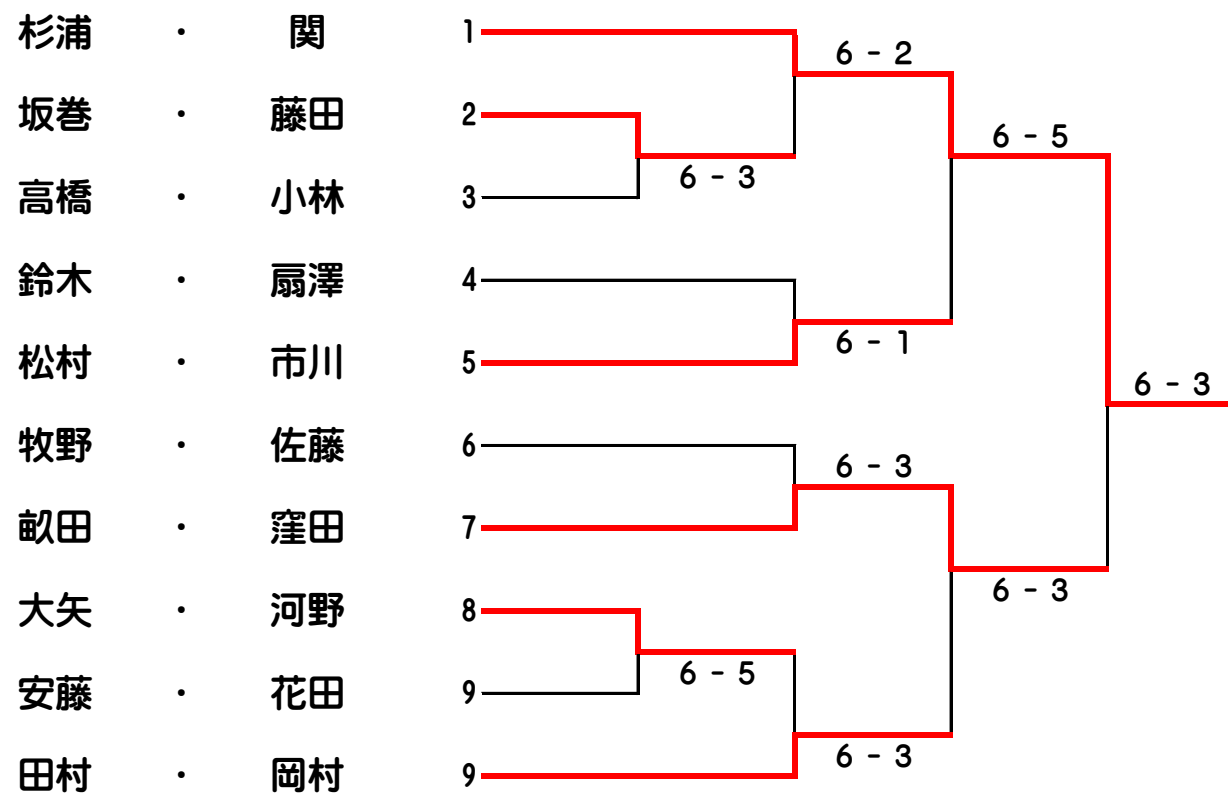 杉浦 ・ 関 1
6 - 2
坂巻 ・ 藤田 2
6 - 5
6 - 3
高橋 ・ 小林 3
鈴木 ・ 扇澤 4
6 - 1
松村 ・ 市川 5
6 - 3
牧野 ・ 佐藤 6
6 - 3
畝田 ・ 窪田 7
6 - 3
大矢 ・ 河野 8
6 - 5
安藤 ・ 花田 9
6 - 3
田村 ・ 岡村 9